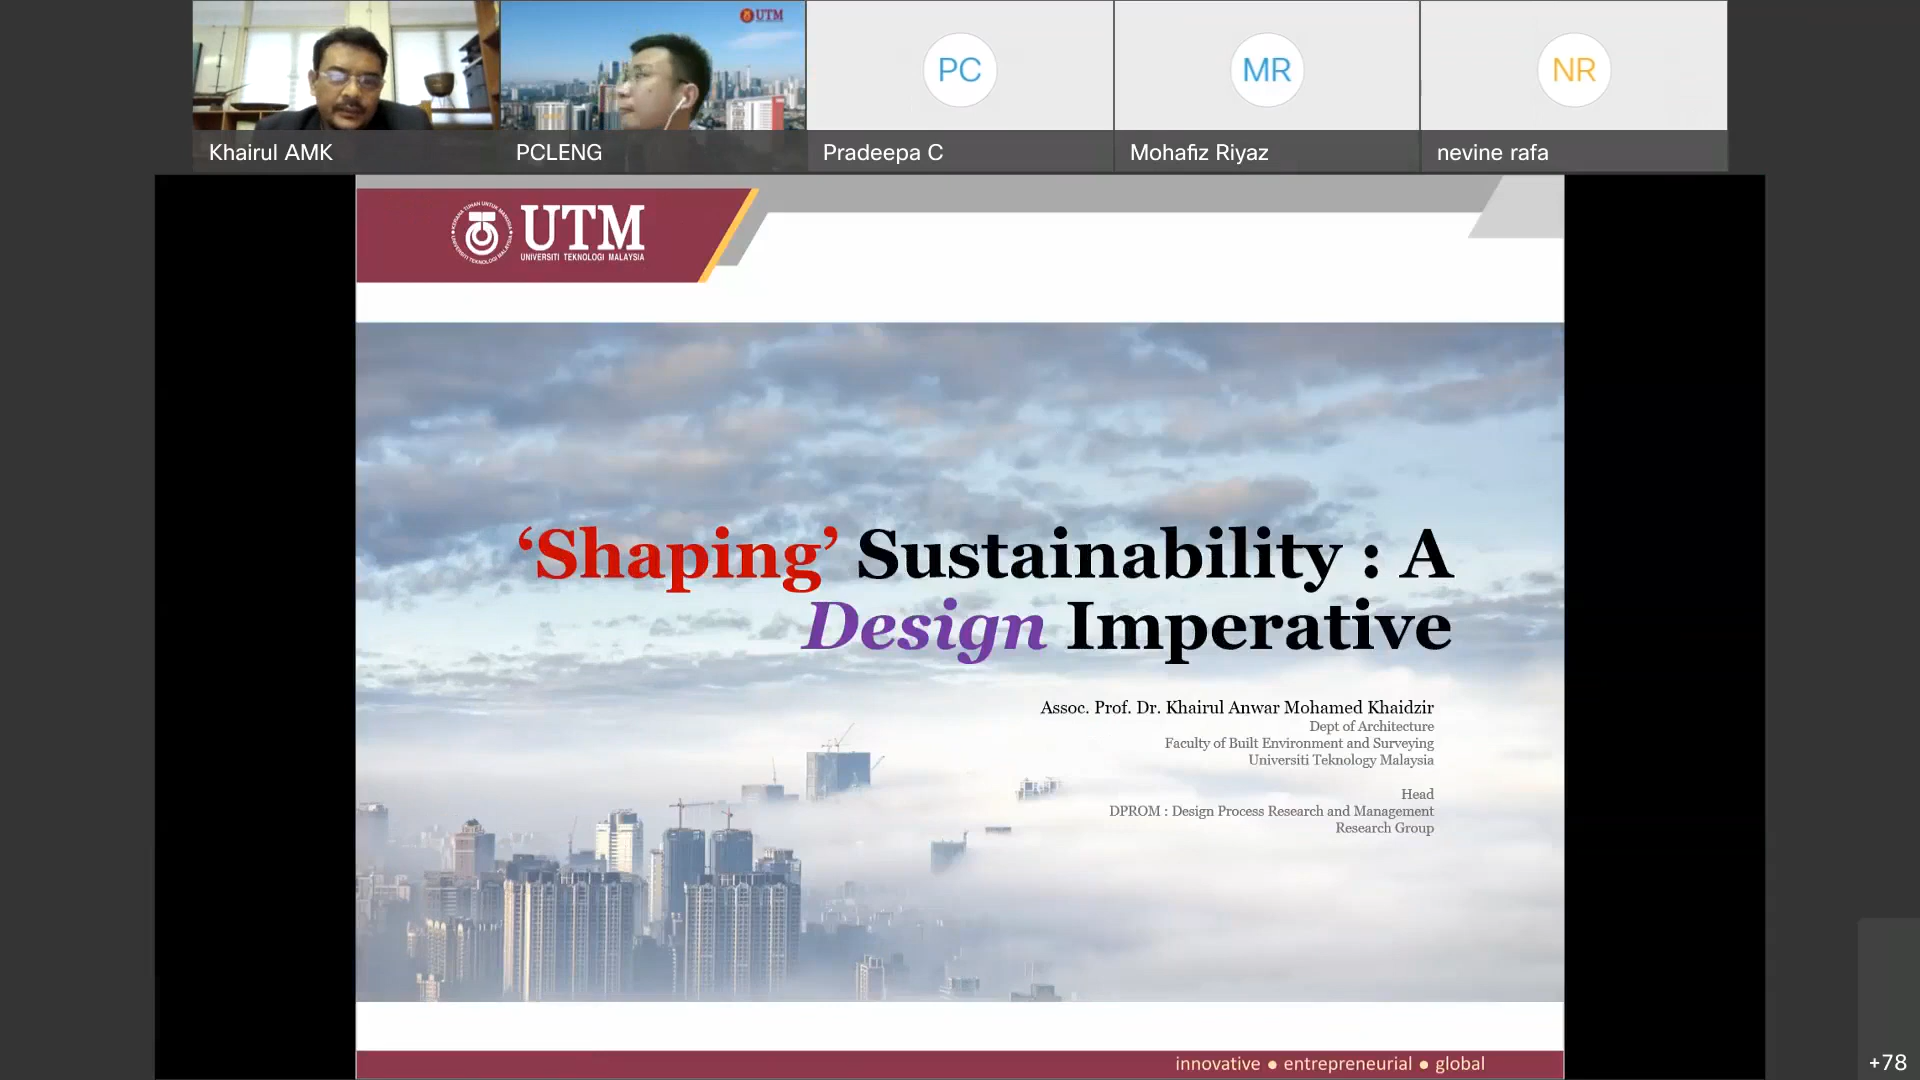 UTM
PC
MR
NR
Khairul AMK
PCLENG
Pradeepa C
Mohafiz Riyaz
nevine rafa
UTM
UNIVERSITI TEKNOLOGI MALAYSIA
‘Shaping’ Sustainability : A
Design Imperative
Assoc. Prof. Dr. Khairul Anwar Mohamed Khaidzir
Dept of Architecture
Faculty of Built Environment and Surveying
Universiti Teknology Malaysia
Head
DPROM : Design Process Research and Management
Research Group
innovative ● entrepreneurial ● global
+78